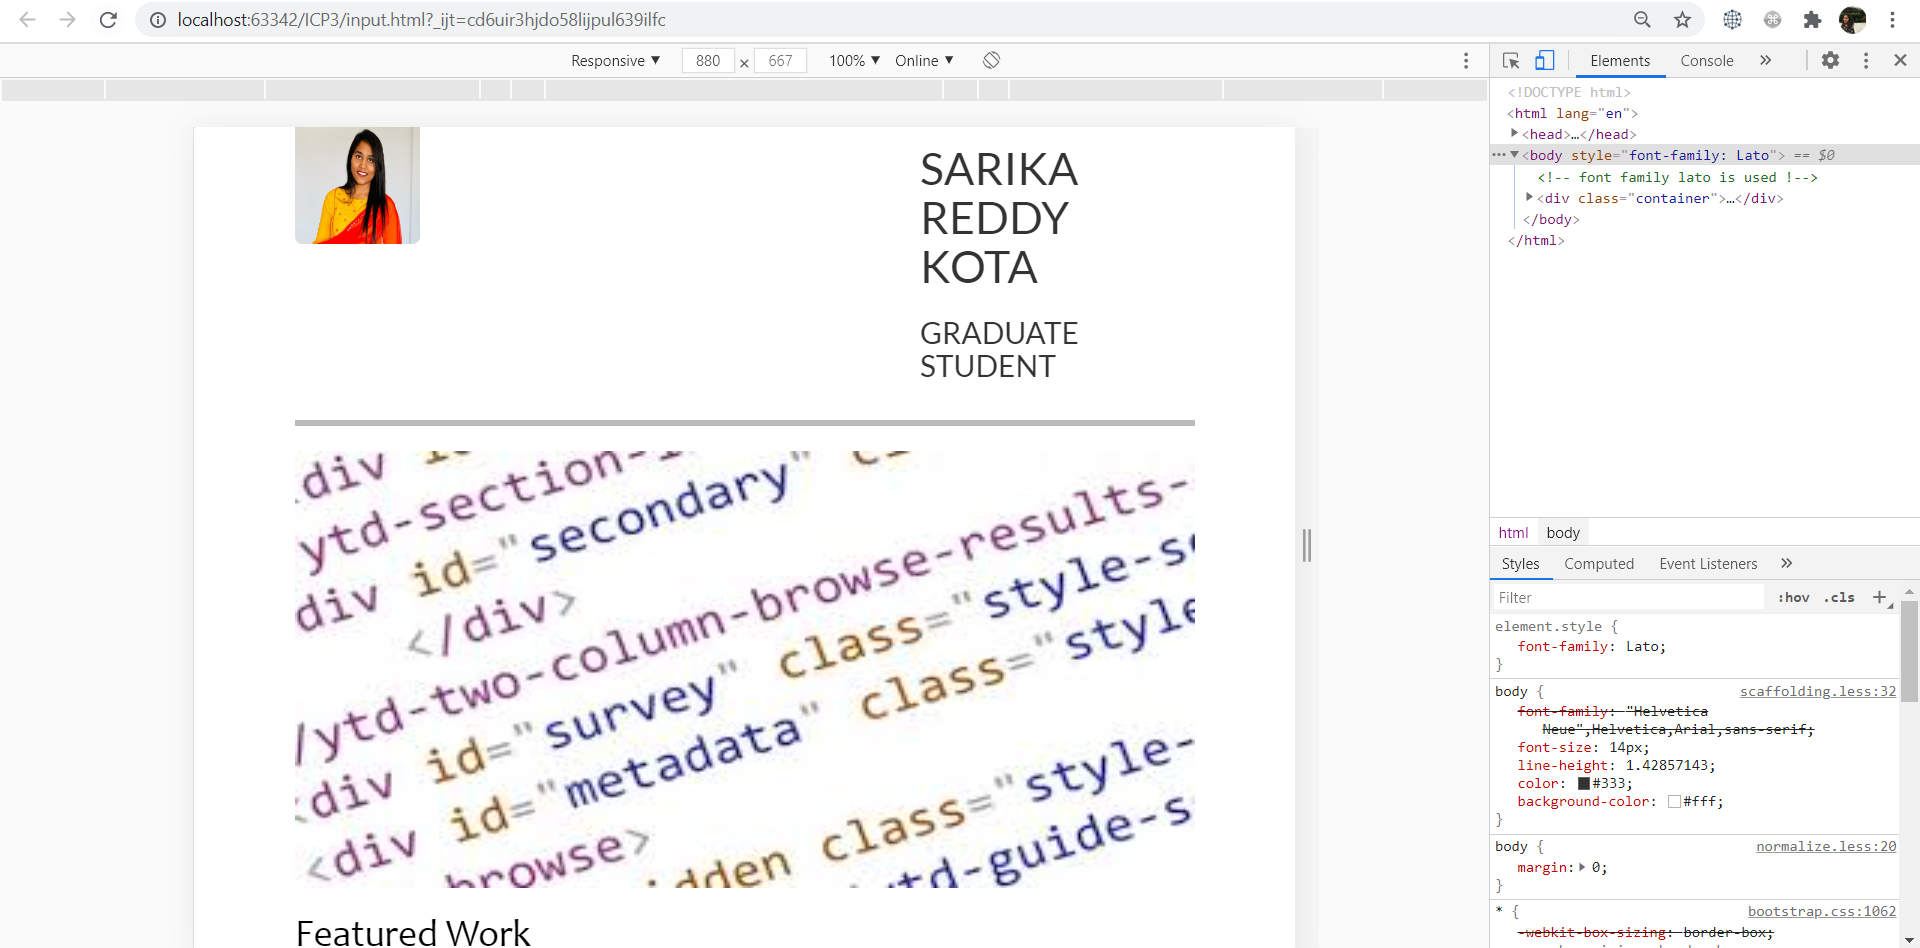 localhost:63342/ICP3/input.html?_ijt=cd6uir3hjdo58lijpul639ilfc
Responsive ▼ 880 × 667 100% ▼ Online ▼
Elements Console »
<!DOCTYPE html>
<html lang="en">
<head>…</head>
<body style="font-family: Lato"> == $0
<!-- font family lato is used !-->
<div class="container">…</div>
</body>
</html>
SARIKA
REDDY
KOTA
GRADUATE
STUDENT
div
ytd-section-
div id="secondary"
</div>
/ytd-two-column-browse-results-
div id="survey" class="style-s
<div id="metadata" class="style
<div class="style-
browse> idden ytd-guide-s
Featured Work
html body
Styles Computed Event Listeners »
Filter :hov .cls +
element.style {
font-family: Lato;
}
body { scaffolding.less:32
font-family: "Helvetica
Neue",Helvetica,Arial,sans-serif;
font-size: 14px;
line-height: 1.42857143;
color: #333;
background-color: #fff;
}
body { normalize.less:20
margin: 0;
}
* { bootstrap.css:1062
-webkit-box-sizing: border-box;